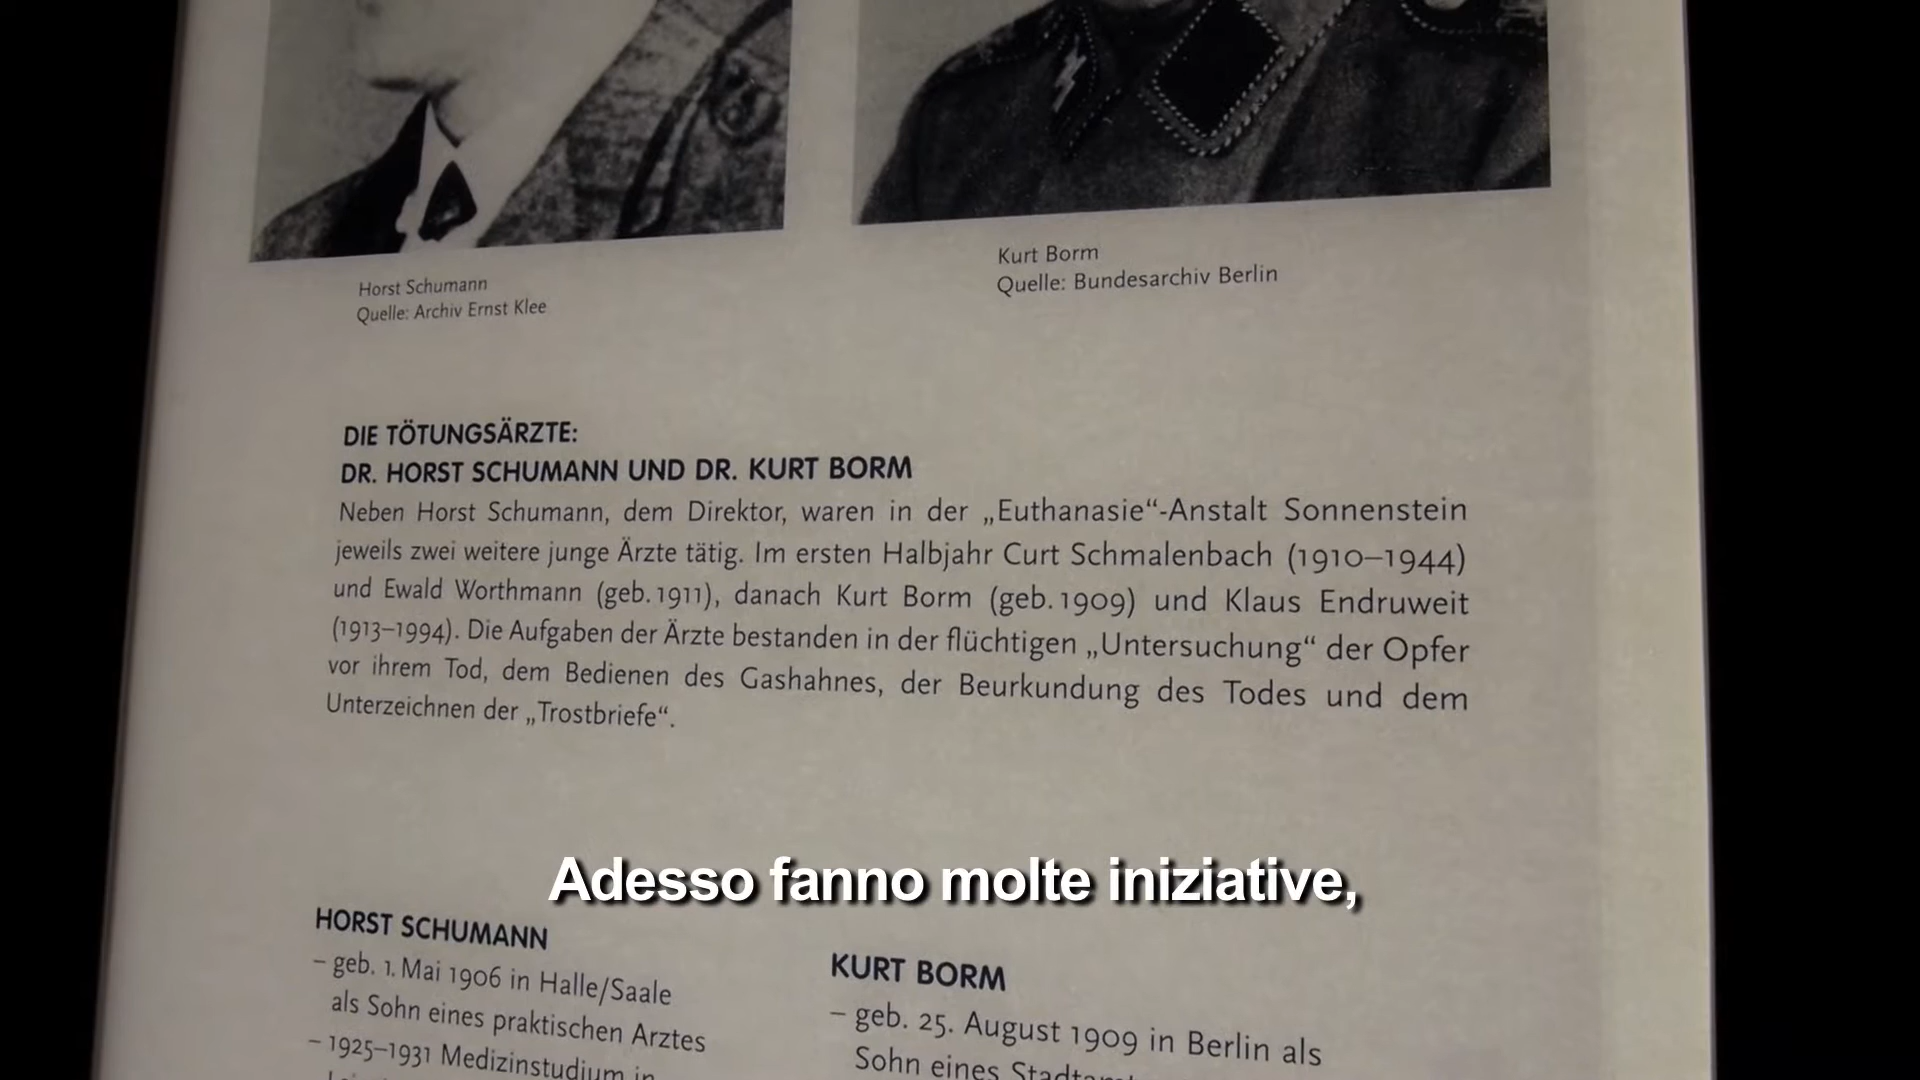 Horst Schumann
Quelle: Archiv Ernst Klee
Kurt Borm
Quelle: Bundesarchiv Berlin
DIE TÖTUNGSÄRZTE:
DR. HORST SCHUMANN UND DR. KURT BORM
Neben Horst Schumann, dem Direktor, waren in der „Euthanasie“-Anstalt Sonnenstein
jeweils zwei weitere junge Ärzte tätig. Im ersten Halbjahr Curt Schmalenbach (1910–1944)
und Ewald Worthmann (geb. 1911), danach Kurt Borm (geb. 1909) und Klaus Endruweit
(1913–1994). Die Aufgaben der Ärzte bestanden in der flüchtigen „Untersuchung“ der Opfer
vor ihrem Tod, dem Bedienen des Gashahnes, der Beurkundung des Todes und dem
Unterzeichnen der „Trostbriefe“.
Adesso fanno molte iniziative,
HORST SCHUMANN
– geb. 1. Mai 1906 in Halle/Saale
als Sohn eines praktischen Arztes
– 1925–1931 Medizinstudium in
KURT BORM
– geb. 25. August 1909 in Berlin als
Sohn eines